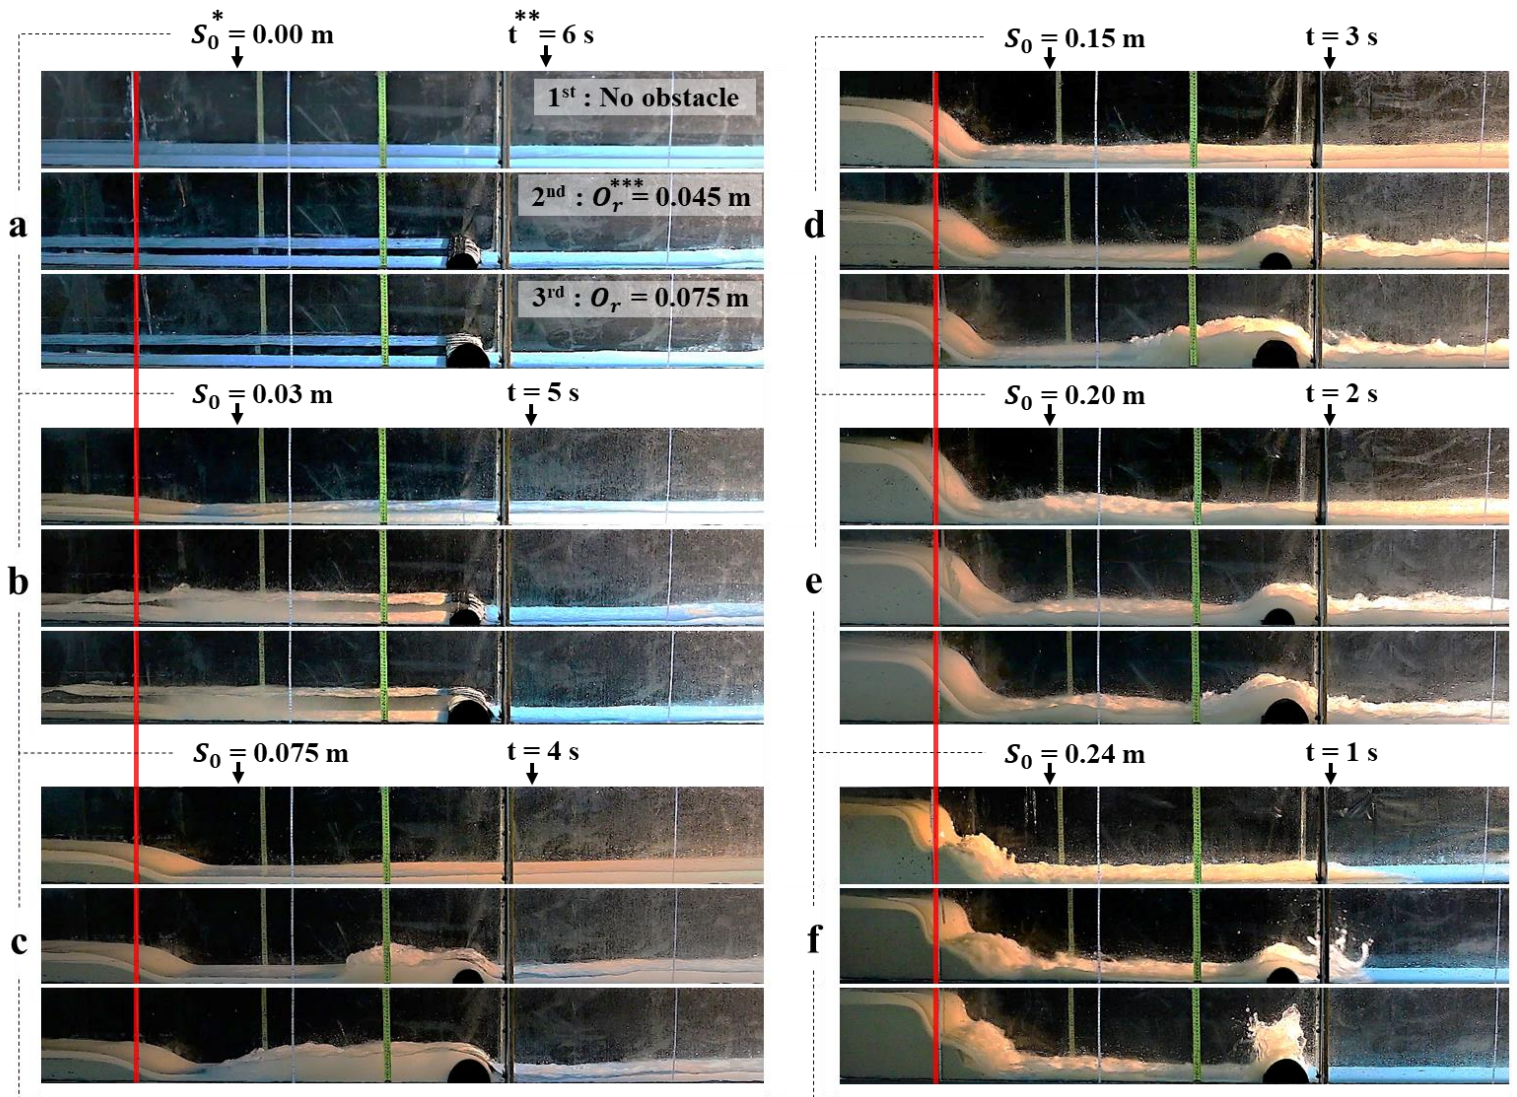 S₀* = 0.00 m
t** = 6 s
1st : No obstacle
2nd : Oᵣ*** = 0.045 m
a
3rd : Oᵣ = 0.075 m
S₀ = 0.03 m
t = 5 s
b
S₀ = 0.075 m
t = 4 s
c
S₀ = 0.15 m
t = 3 s
d
S₀ = 0.20 m
t = 2 s
e
S₀ = 0.24 m
t = 1 s
f